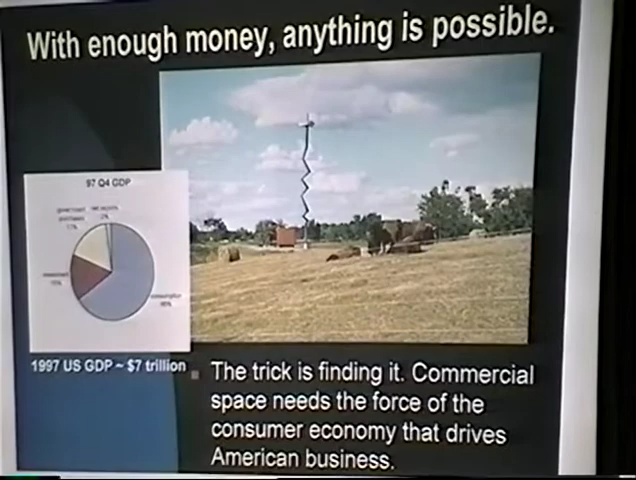 With enough money, anything is possible.
97 Q4 GDP
1997 US GDP ~ $7 trillion
The trick is finding it. Commercial
space needs the force of the
consumer economy that drives
American business.